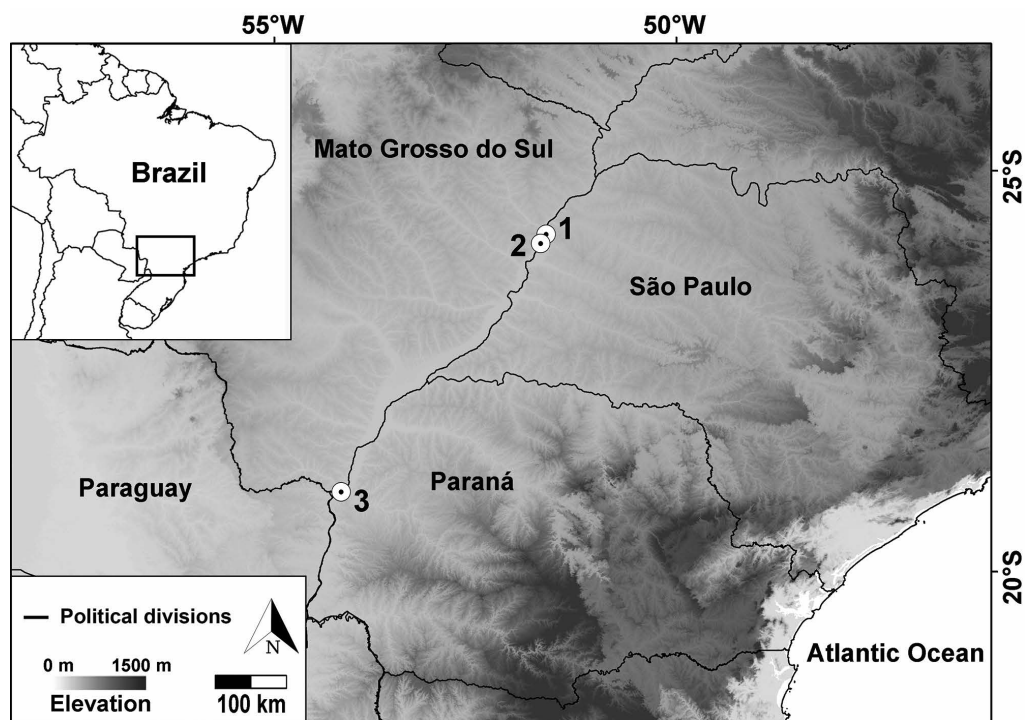 55°W
50°W
Brazil
Mato Grosso do Sul
25°S
1
2
São Paulo
Paraguay
Paraná
3
20°S
Political divisions
N
0 m
1500 m
Elevation
100 km
Atlantic Ocean